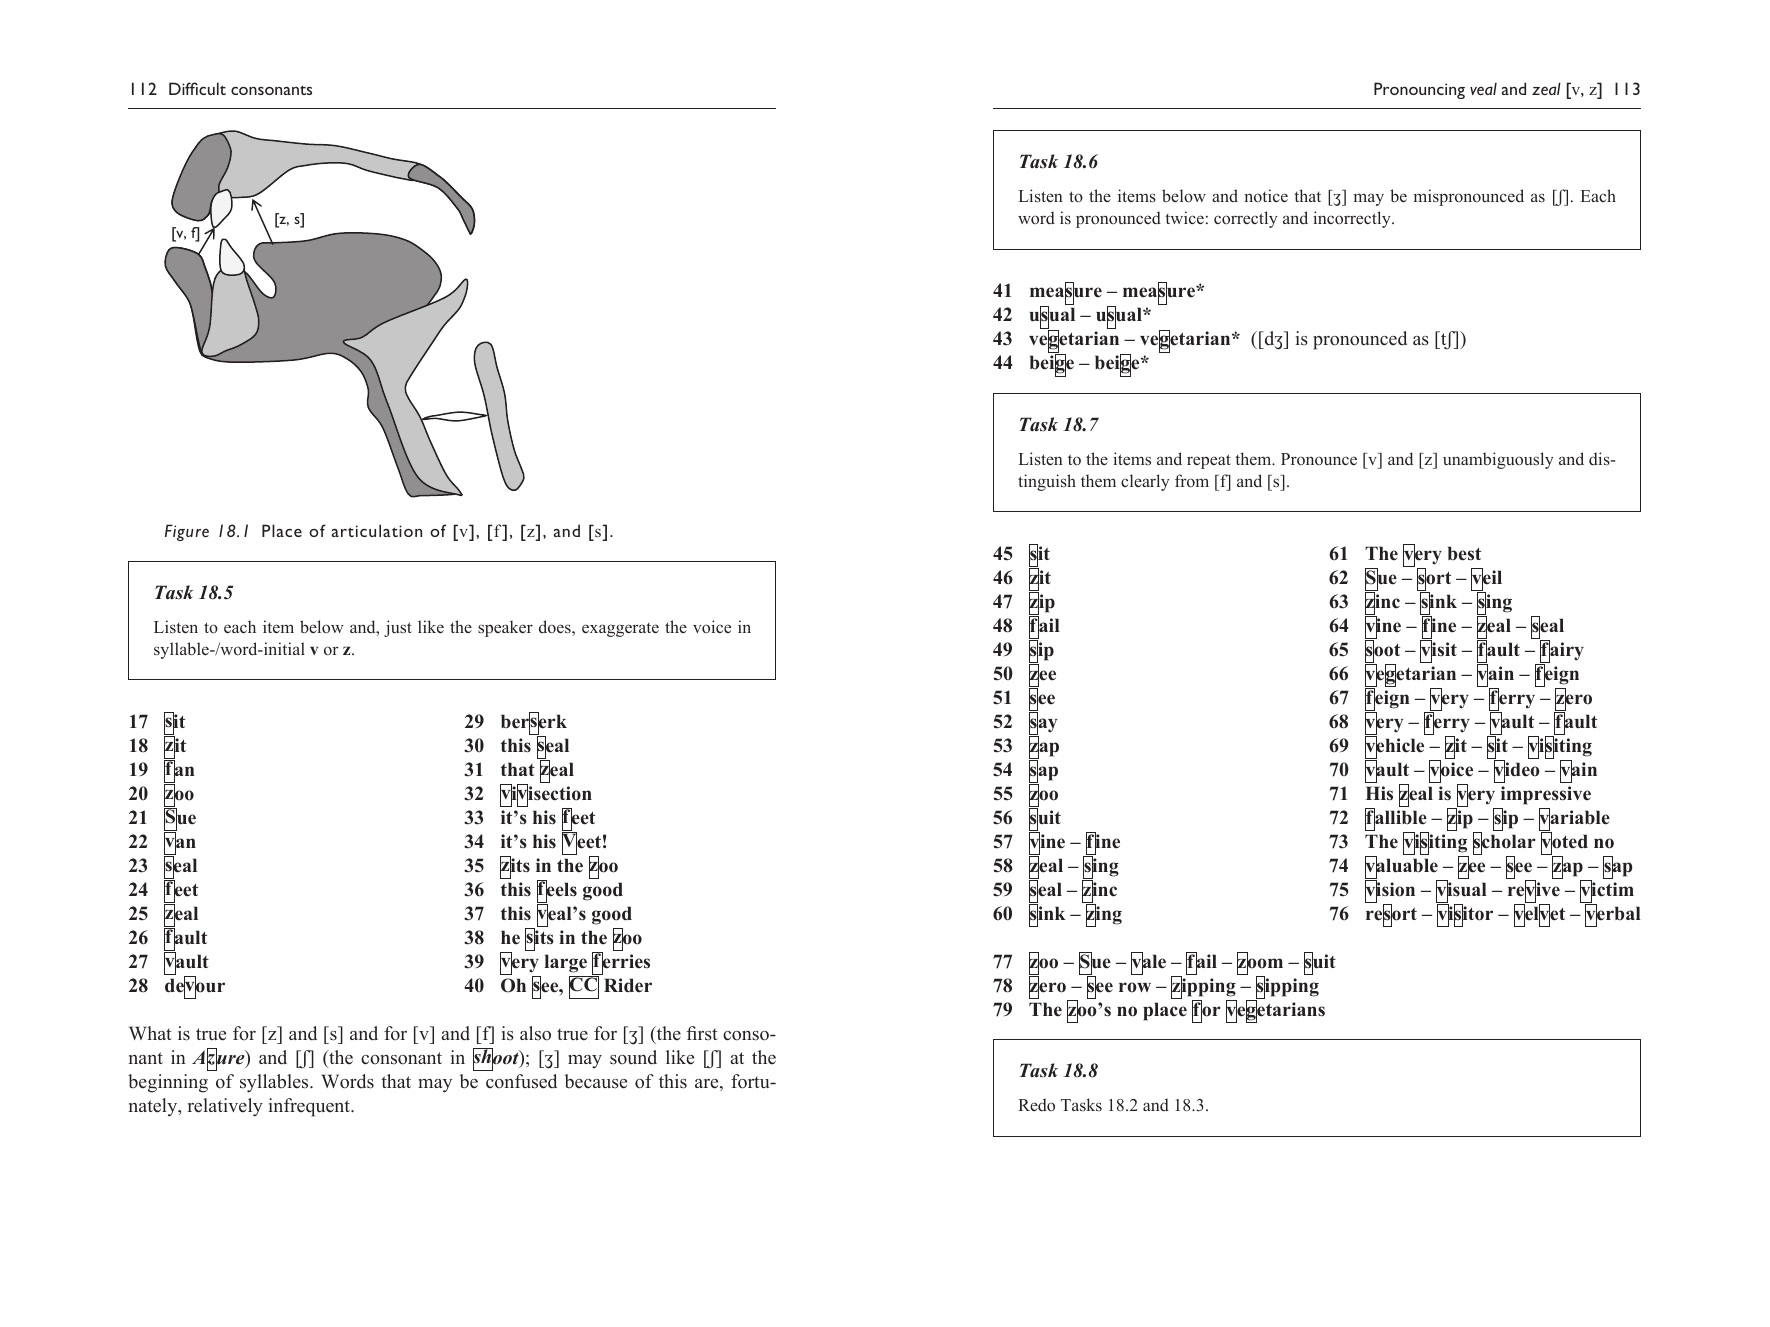 112 Difficult consonants
[z, s]
[v, f]
Figure 18.1 Place of articulation of [v], [f], [z], and [s].
Task 18.5
Listen to each item below and, just like the speaker does, exaggerate the voice in
syllable-/word-initial v or z.
17 sit
18 zit
19 fan
20 zoo
21 Sue
22 van
23 seal
24 feet
25 zeal
26 fault
27 vault
28 devour
29 berserk
30 this seal
31 that zeal
32 vivisection
33 it's his feet
34 it's his Veet!
35 zits in the zoo
36 this feels good
37 this veal's good
38 he sits in the zoo
39 very large ferries
40 Oh see, CC Rider
What is true for [z] and [s] and for [v] and [f] is also true for [ʒ] (the first conso-
nant in Azure) and [ʃ] (the consonant in shoot); [ʒ] may sound like [ʃ] at the
beginning of syllables. Words that may be confused because of this are, fortu-
nately, relatively infrequent.
Pronouncing veal and zeal [v, z] 113
Task 18.6
Listen to the items below and notice that [ʒ] may be mispronounced as [ʃ]. Each
word is pronounced twice: correctly and incorrectly.
41 measure – measure*
42 usual – usual*
43 vegetarian – vegetarian* ([dʒ] is pronounced as [tʃ])
44 beige – beige*
Task 18.7
Listen to the items and repeat them. Pronounce [v] and [z] unambiguously and dis-
tinguish them clearly from [f] and [s].
45 sit
46 zit
47 zip
48 fail
49 sip
50 zee
51 see
52 say
53 zap
54 sap
55 zoo
56 suit
57 vine – fine
58 zeal – sing
59 seal – zinc
60 sink – zing
61 The very best
62 Sue – sort – veil
63 zinc – sink – sing
64 vine – fine – zeal – seal
65 soot – visit – fault – fairy
66 vegetarian – vain – feign
67 feign – very – ferry – zero
68 very – ferry – vault – fault
69 vehicle – zit – sit – visiting
70 vault – voice – video – vain
71 His zeal is very impressive
72 fallible – zip – sip – variable
73 The visiting scholar voted no
74 valuable – zee – see – zap – sap
75 vision – visual – revive – victim
76 resort – visitor – velvet – verbal
77 zoo – Sue – vale – fail – zoom – suit
78 zero – see row – zipping – sipping
79 The zoo's no place for vegetarians
Task 18.8
Redo Tasks 18.2 and 18.3.